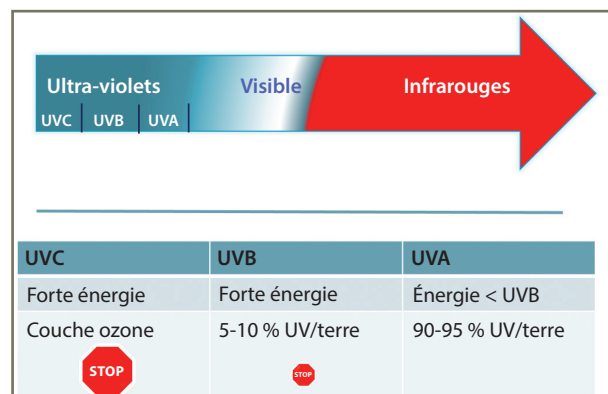 Ultra-violets Visible Infrarouges
UVC UVB UVA
UVC UVB UVA
Forte énergie Forte énergie Énergie < UVB
Couche ozone 5-10 % UV/terre 90-95 % UV/terre
STOP STOP